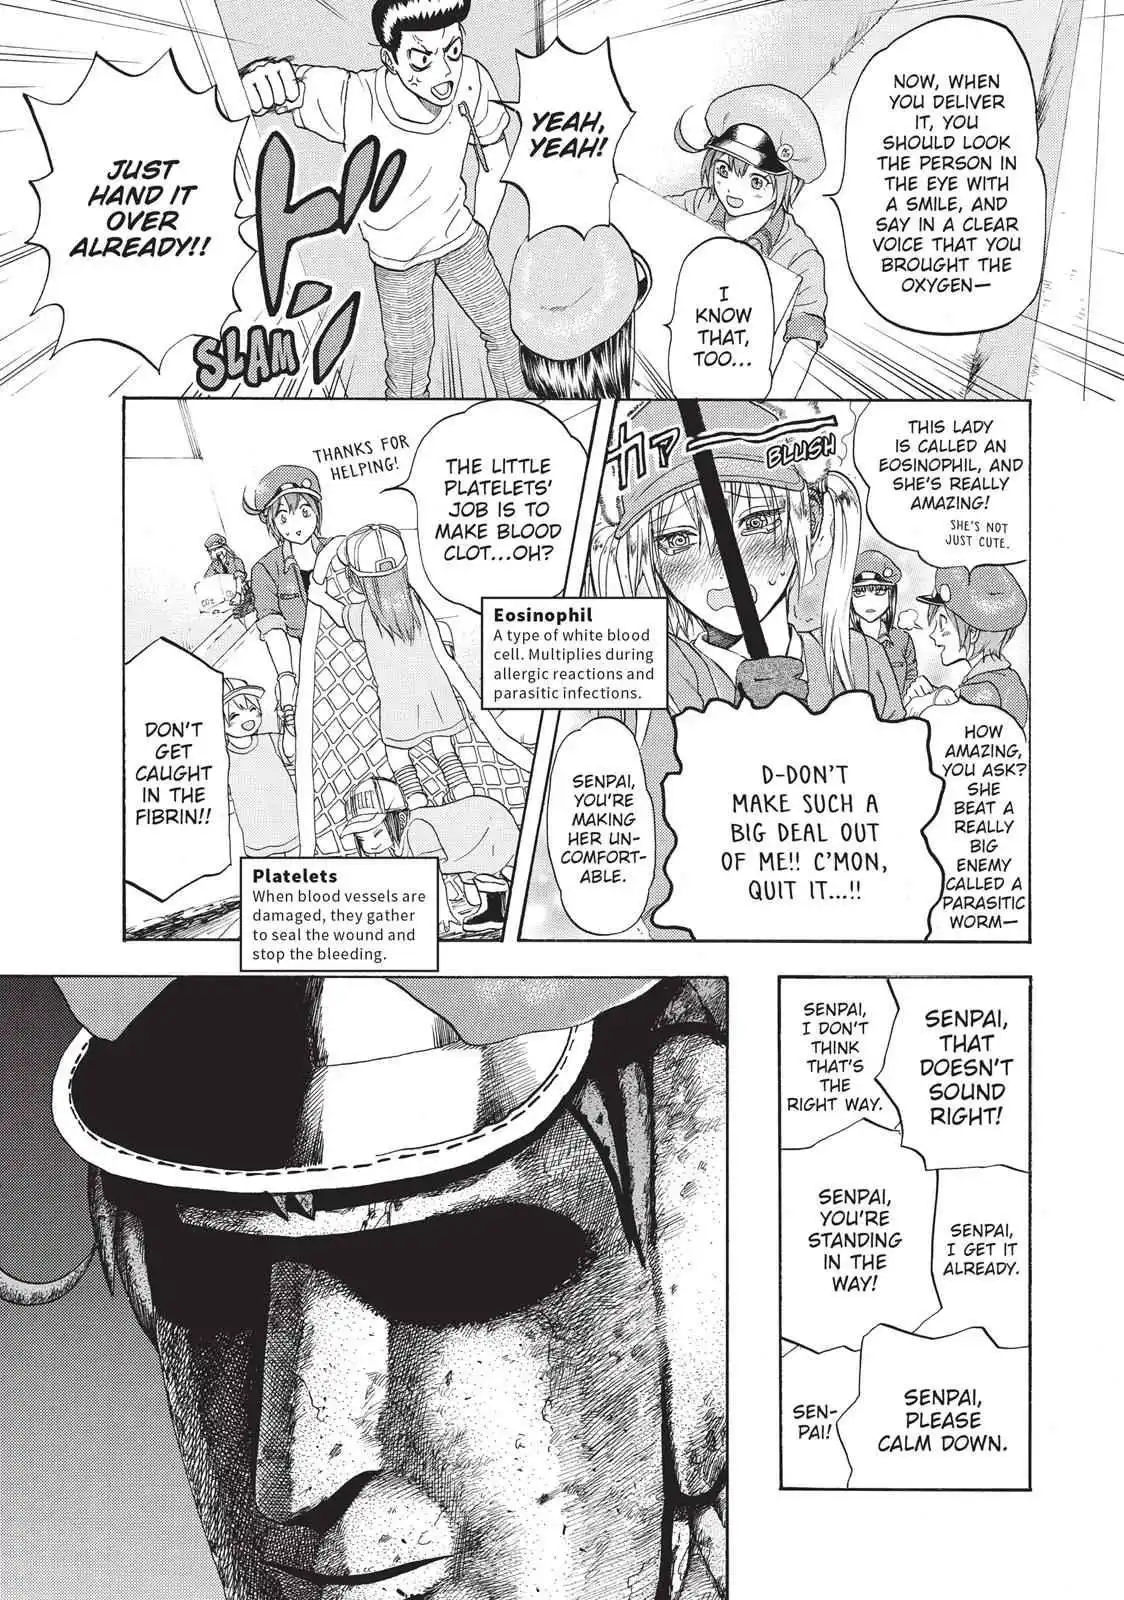 NOW, WHEN
YOU DELIVER
IT, YOU
SHOULD LOOK
THE PERSON IN
THE EYE WITH
A SMILE, AND
SAY IN A CLEAR
VOICE THAT YOU
BROUGHT THE
OXYGEN—
I
KNOW
THAT,
TOO...
YEAH,
YEAH!
JUST
HAND IT
OVER
ALREADY!!
ドン
SLAM
THIS LADY
IS CALLED AN
EOSINOPHIL, AND
SHE'S REALLY
AMAZING!
SHE'S NOT
JUST CUTE.
カァー
BLUSH
HOW
AMAZING,
YOU ASK?
SHE
BEAT A
REALLY
BIG
ENEMY
CALLED A
PARASITIC
WORM—
D-DON'T
MAKE SUCH A
BIG DEAL OUT
OF ME!! C'MON,
QUIT IT...!!
SENPAI,
YOU'RE
MAKING
HER UN-
COMFORT-
ABLE.
Eosinophil
A type of white blood
cell. Multiplies during
allergic reactions and
parasitic infections.
THE LITTLE
PLATELETS'
JOB IS TO
MAKE BLOOD
CLOT...OH?
THANKS FOR
HELPING!
DON'T
GET
CAUGHT
IN THE
FIBRIN!!
Platelets
When blood vessels are
damaged, they gather
to seal the wound and
stop the bleeding.
SENPAI,
THAT
DOESN'T
SOUND
RIGHT!
SENPAI,
I DON'T
THINK
THAT'S
THE
RIGHT WAY.
SENPAI,
I GET IT
ALREADY.
SENPAI,
YOU'RE
STANDING
IN THE
WAY!
SENPAI,
PLEASE
CALM DOWN.
SEN-
PAI!